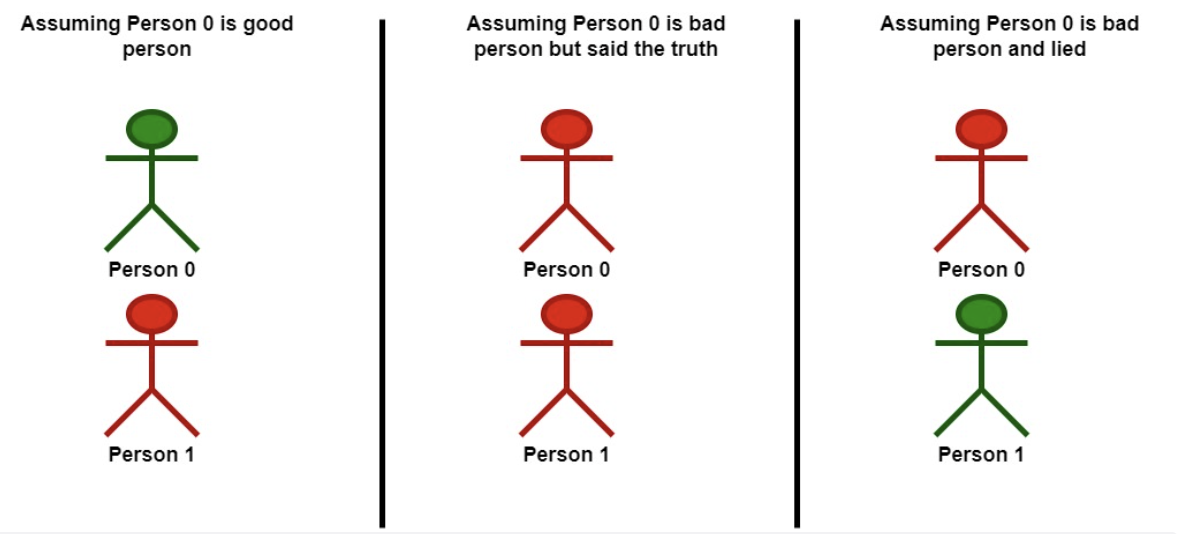 Assuming Person 0 is good
person
Person 0
Person 1
Assuming Person 0 is bad
person but said the truth
Person 0
Person 1
Assuming Person 0 is bad
person and lied
Person 0
Person 1